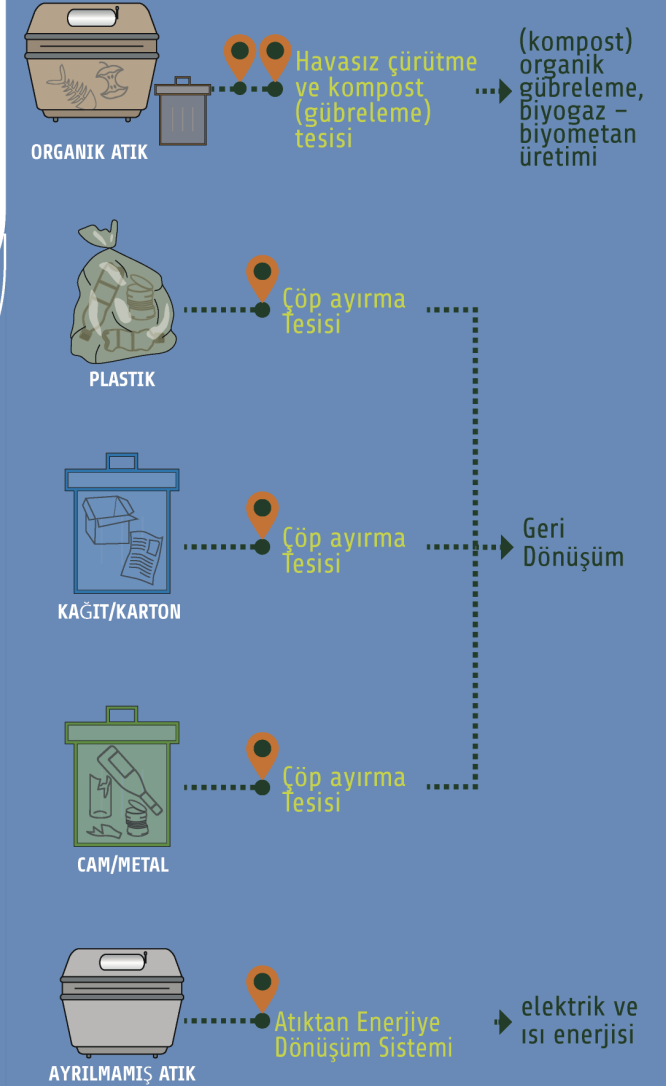 ORGANIK ATIK
Havasız çürütme
ve kompost
(gübreleme)
tesisi
(kompost)
organik
gübreleme,
biyogaz –
biyometan
üretimi
PLASTIK
Çöp ayırma
Tesisi
KAĞIT/KARTON
Çöp ayırma
Tesisi
Geri
Dönüşüm
CAM/METAL
Çöp ayırma
Tesisi
AYRILMAMIŞ ATIK
Atıktan Enerjiye
Dönüşüm Sistemi
elektrik ve
ısı enerjisi